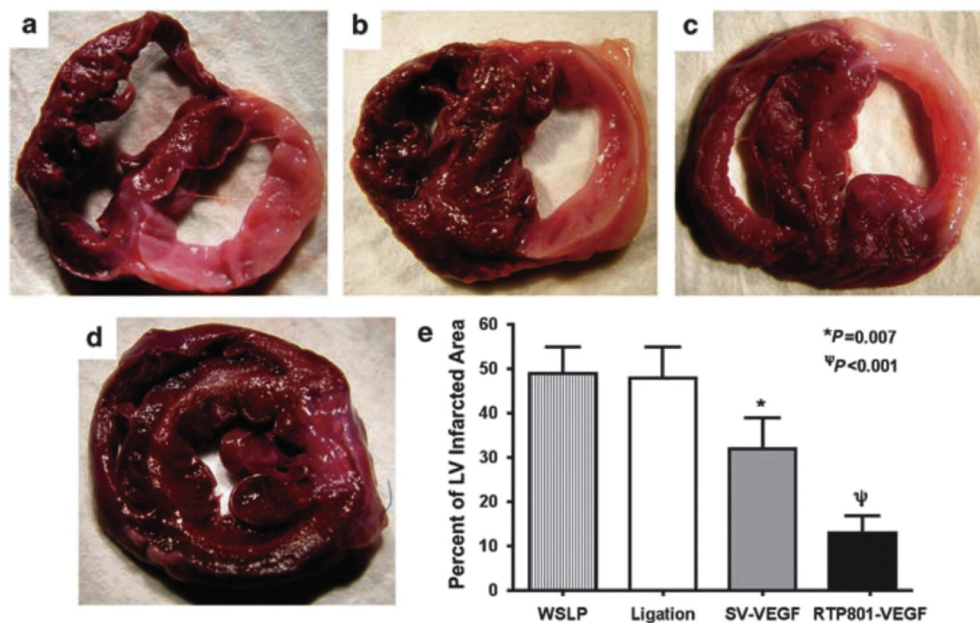 a
b
c
d
e
Percent of LV Infarcted Area
60
50
40
30
20
10
0
*P=0.007
ΨP<0.001
*
Ψ
WSLP
Ligation
SV-VEGF
RTP801-VEGF